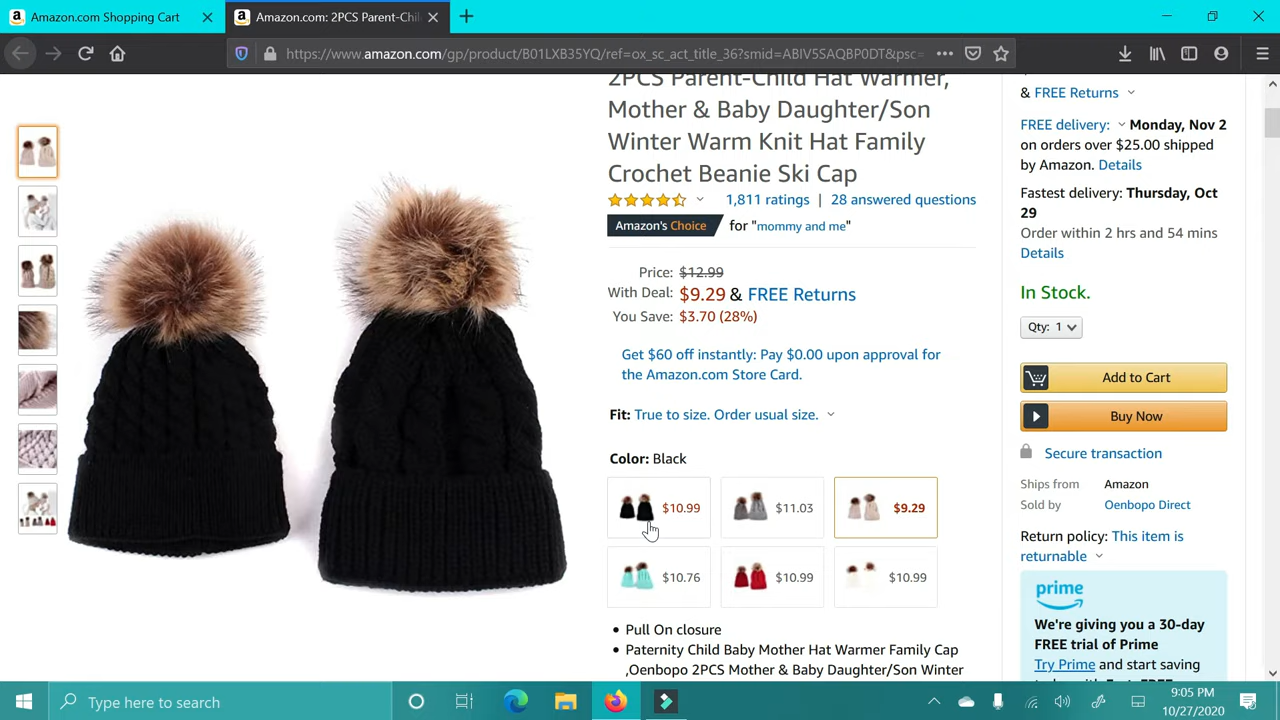 Amazon.com Shopping Cart
Amazon.com: 2PCS Parent-Chil
https://www.amazon.com/gp/product/B01LXB35YQ/ref=ox_sc_act_title_36?smid=ABIV5SAQBP0DT&psc=
2PCS Parent-Child Hat Warmer,
Mother & Baby Daughter/Son
Winter Warm Knit Hat Family
Crochet Beanie Ski Cap
1,811 ratings | 28 answered questions
Amazon's Choice for "mommy and me"
Price: $12.99
With Deal: $9.29 & FREE Returns
You Save: $3.70 (28%)
Get $60 off instantly: Pay $0.00 upon approval for
the Amazon.com Store Card.
Fit: True to size. Order usual size.
Color: Black
$10.99
$11.03
$9.29
$10.76
$10.99
$10.99
• Pull On closure
• Paternity Child Baby Mother Hat Warmer Family Cap
,Oenbopo 2PCS Mother & Baby Daughter/Son Winter
& FREE Returns
FREE delivery: Monday, Nov 2
on orders over $25.00 shipped
by Amazon. Details
Fastest delivery: Thursday, Oct
29
Order within 2 hrs and 54 mins
Details
In Stock.
Qty: 1
Add to Cart
Buy Now
Secure transaction
Ships from Amazon
Sold by Oenbopo Direct
Return policy: This item is
returnable
prime
We're giving you a 30-day
FREE trial of Prime
Try Prime and start saving
Type here to search
9:05 PM
10/27/2020